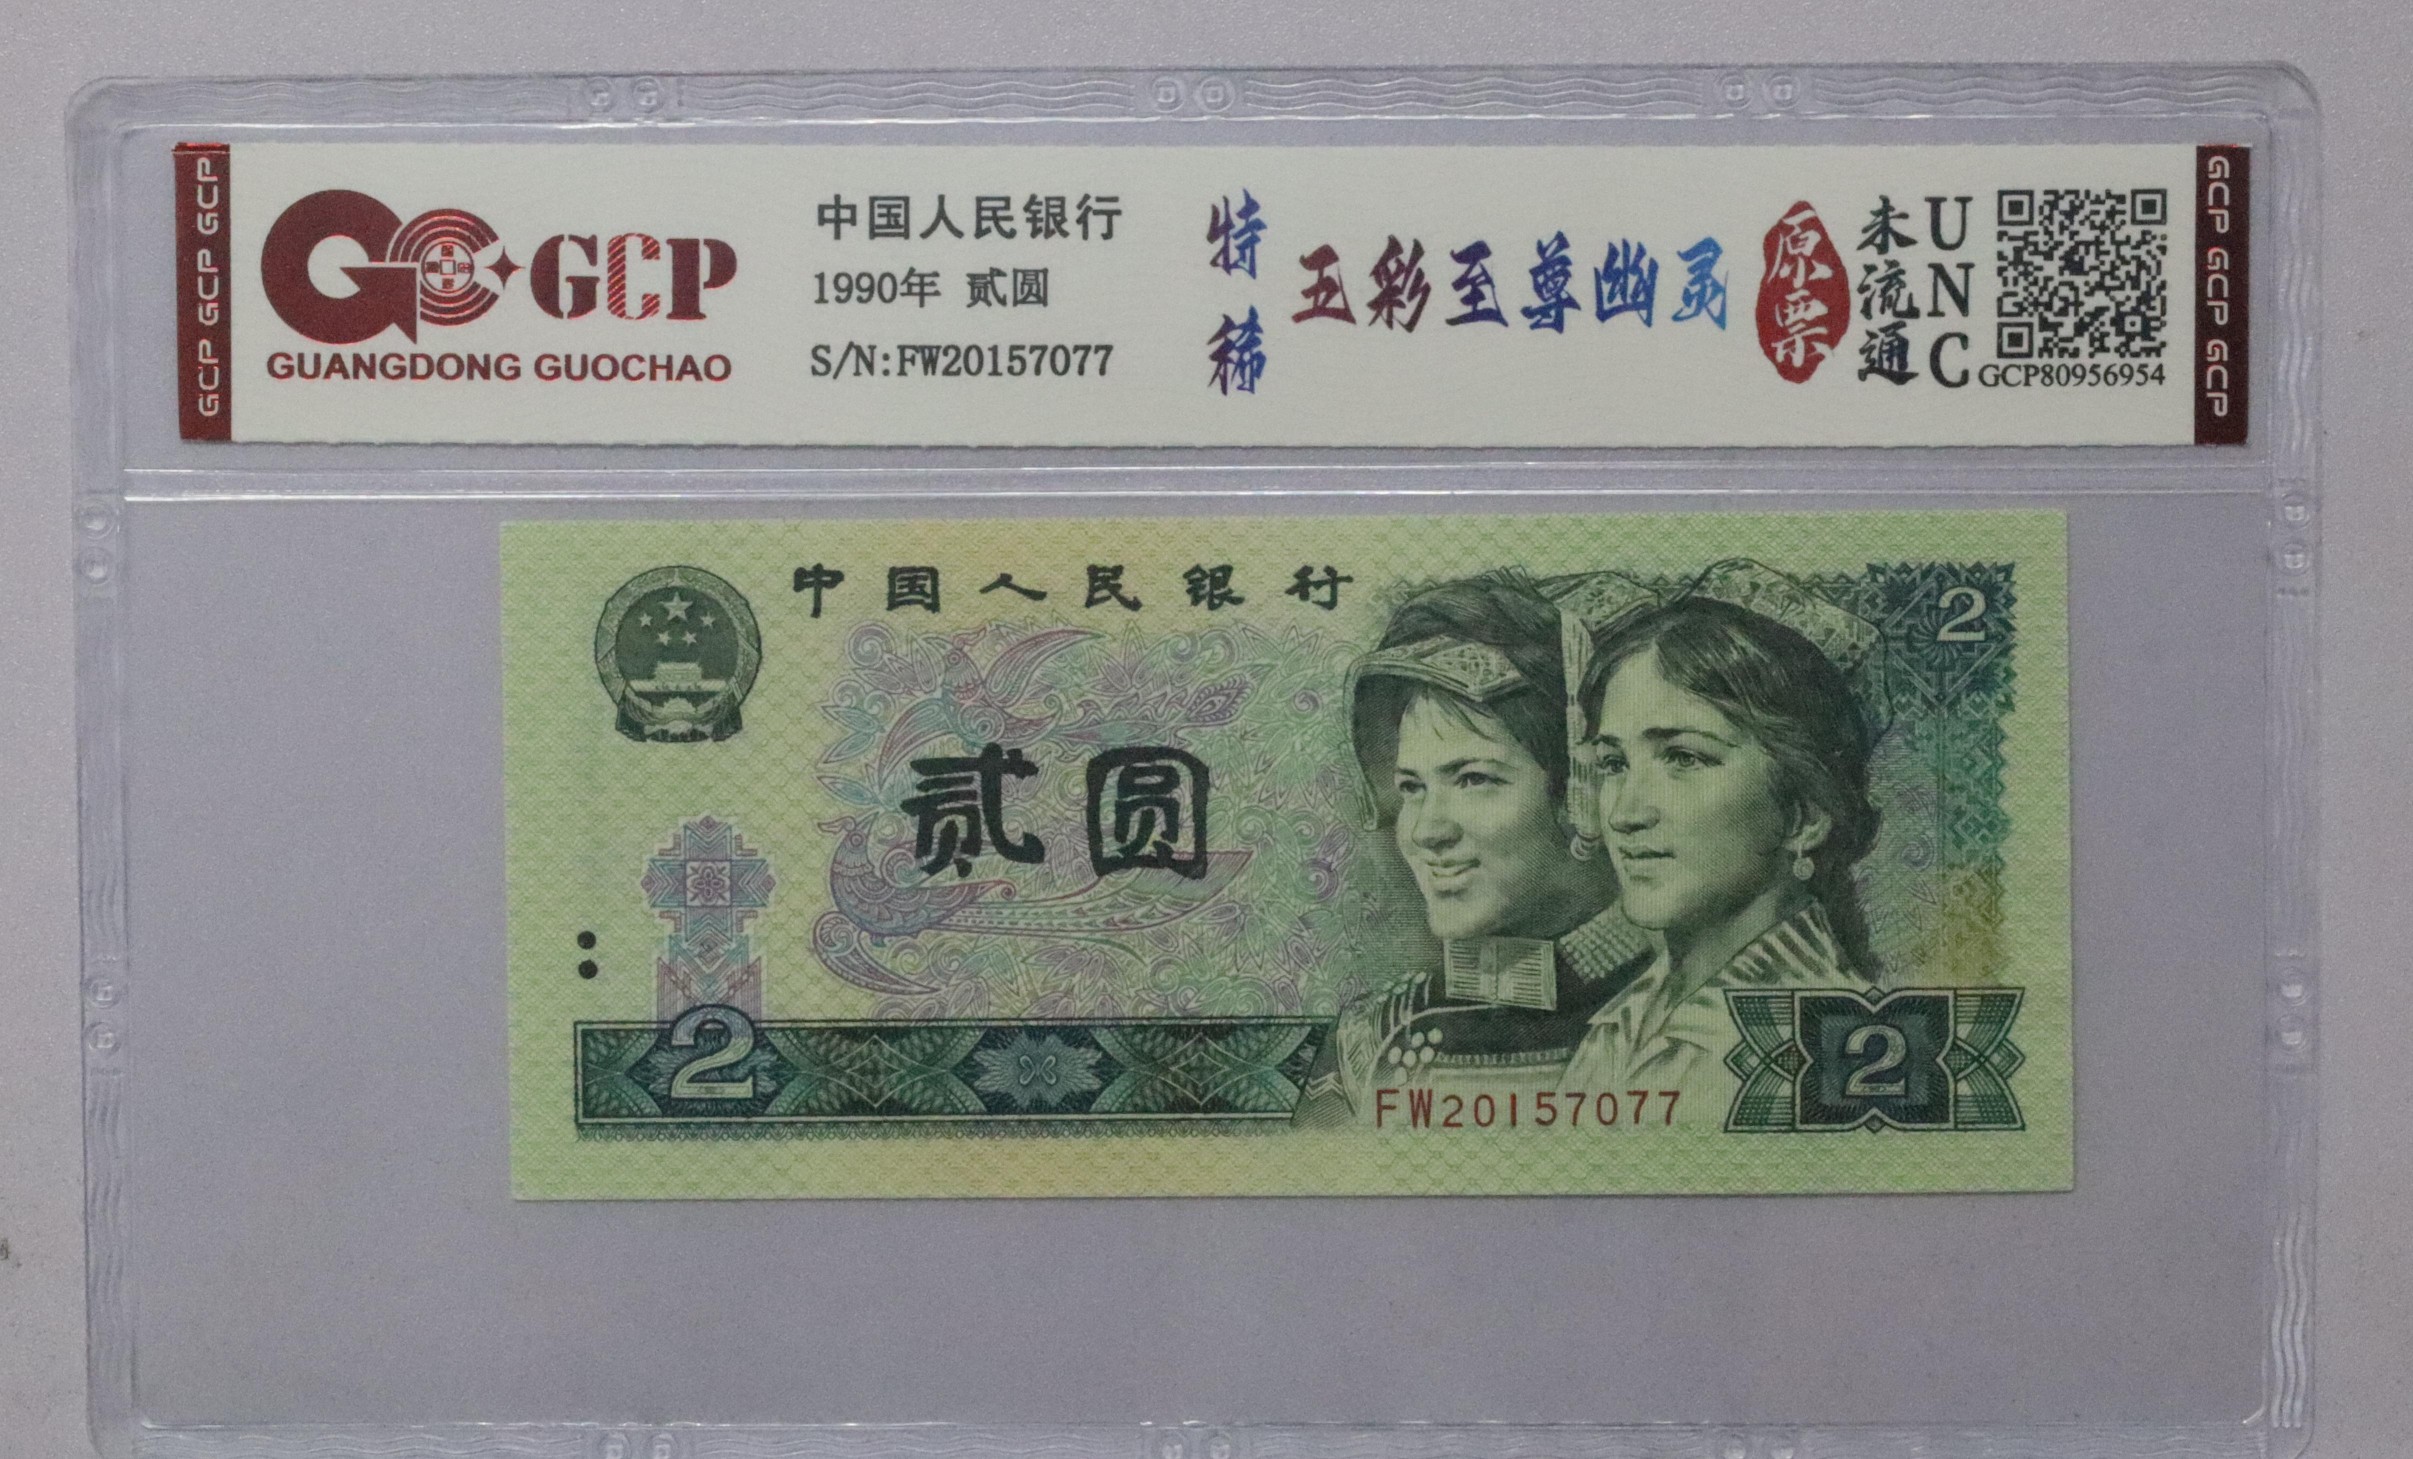 GCP GCP GCP
GCP
GUANGDONG GUOCHAO
中国人民银行
1990年 贰圆
S/N:FW20157077
特稀
五彩至尊幽灵
原票
未流通
UNC
GCP80956954
GCP GCP GCP
中国人民银行
2
贰圆
2
FW20157077
2